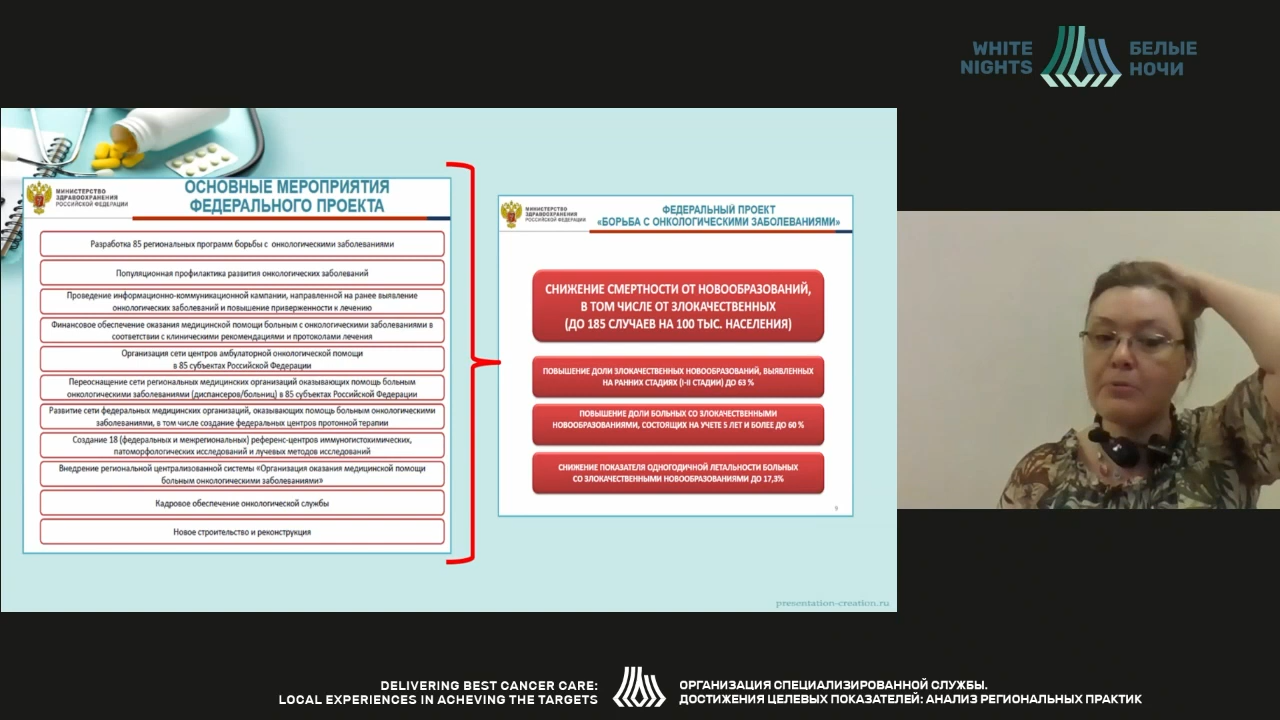 WHITE
NIGHTS
БЕЛЫЕ
НОЧИ
МИНИСТЕРСТВО
ЗДРАВООХРАНЕНИЯ
РОССИЙСКОЙ ФЕДЕРАЦИИ
ОСНОВНЫЕ МЕРОПРИЯТИЯ
ФЕДЕРАЛЬНОГО ПРОЕКТА
Разработка 85 региональных программ борьбы с онкологическими заболеваниями
Популяционная профилактика развития онкологических заболеваний
Проведение информационно-коммуникационной кампании, направленной на ранее выявление
онкологических заболеваний и повышение приверженности к лечению
Финансовое обеспечение оказания медицинской помощи больным с онкологическими заболеваниями в
соответствии с клиническими рекомендациями и протоколами лечения
Организация сети центров амбулаторной онкологической помощи
в 85 субъектах Российской Федерации
Переоснащение сети региональных медицинских организаций оказывающих помощь больным
онкологическими заболеваниями (диспансеров/больниц) в 85 субъектах Российской Федерации
Развитие сети федеральных медицинских организаций, оказывающих помощь больным онкологическими
заболеваниями, в том числе создание федеральных центров протонной терапии
Создание 18 (федеральных и межрегиональных) референс-центров иммуногистохимических,
патоморфологических исследований и лучевых методов исследований
Внедрение региональной централизованной системы «Организация оказания медицинской помощи
больным онкологическими заболеваниями»
Кадровое обеспечение онкологической службы
Новое строительство и реконструкция
МИНИСТЕРСТВО
ЗДРАВООХРАНЕНИЯ
РОССИЙСКОЙ ФЕДЕРАЦИИ
ФЕДЕРАЛЬНЫЙ ПРОЕКТ
«БОРЬБА С ОНКОЛОГИЧЕСКИМИ ЗАБОЛЕВАНИЯМИ»
СНИЖЕНИЕ СМЕРТНОСТИ ОТ НОВООБРАЗОВАНИЙ,
В ТОМ ЧИСЛЕ ОТ ЗЛОКАЧЕСТВЕННЫХ
(ДО 185 СЛУЧАЕВ НА 100 ТЫС. НАСЕЛЕНИЯ)
ПОВЫШЕНИЕ ДОЛИ ЗЛОКАЧЕСТВЕННЫХ НОВООБРАЗОВАНИЙ, ВЫЯВЛЕННЫХ
НА РАННИХ СТАДИЯХ (I-II СТАДИИ) ДО 63 %
ПОВЫШЕНИЕ ДОЛИ БОЛЬНЫХ СО ЗЛОКАЧЕСТВЕННЫМИ
НОВООБРАЗОВАНИЯМИ, СОСТОЯЩИХ НА УЧЕТЕ 5 ЛЕТ И БОЛЕЕ ДО 60 %
СНИЖЕНИЕ ПОКАЗАТЕЛЯ ОДНОГОДИЧНОЙ ЛЕТАЛЬНОСТИ БОЛЬНЫХ
СО ЗЛОКАЧЕСТВЕННЫМИ НОВООБРАЗОВАНИЯМИ ДО 17,3%
9
presentation-creation.ru
DELIVERING BEST CANCER CARE:
LOCAL EXPERIENCES IN ACHEVING THE TARGETS
ОРГАНИЗАЦИЯ СПЕЦИАЛИЗИРОВАННОЙ СЛУЖБЫ.
ДОСТИЖЕНИЯ ЦЕЛЕВЫХ ПОКАЗАТЕЛЕЙ: АНАЛИЗ РЕГИОНАЛЬНЫХ ПРАКТИК